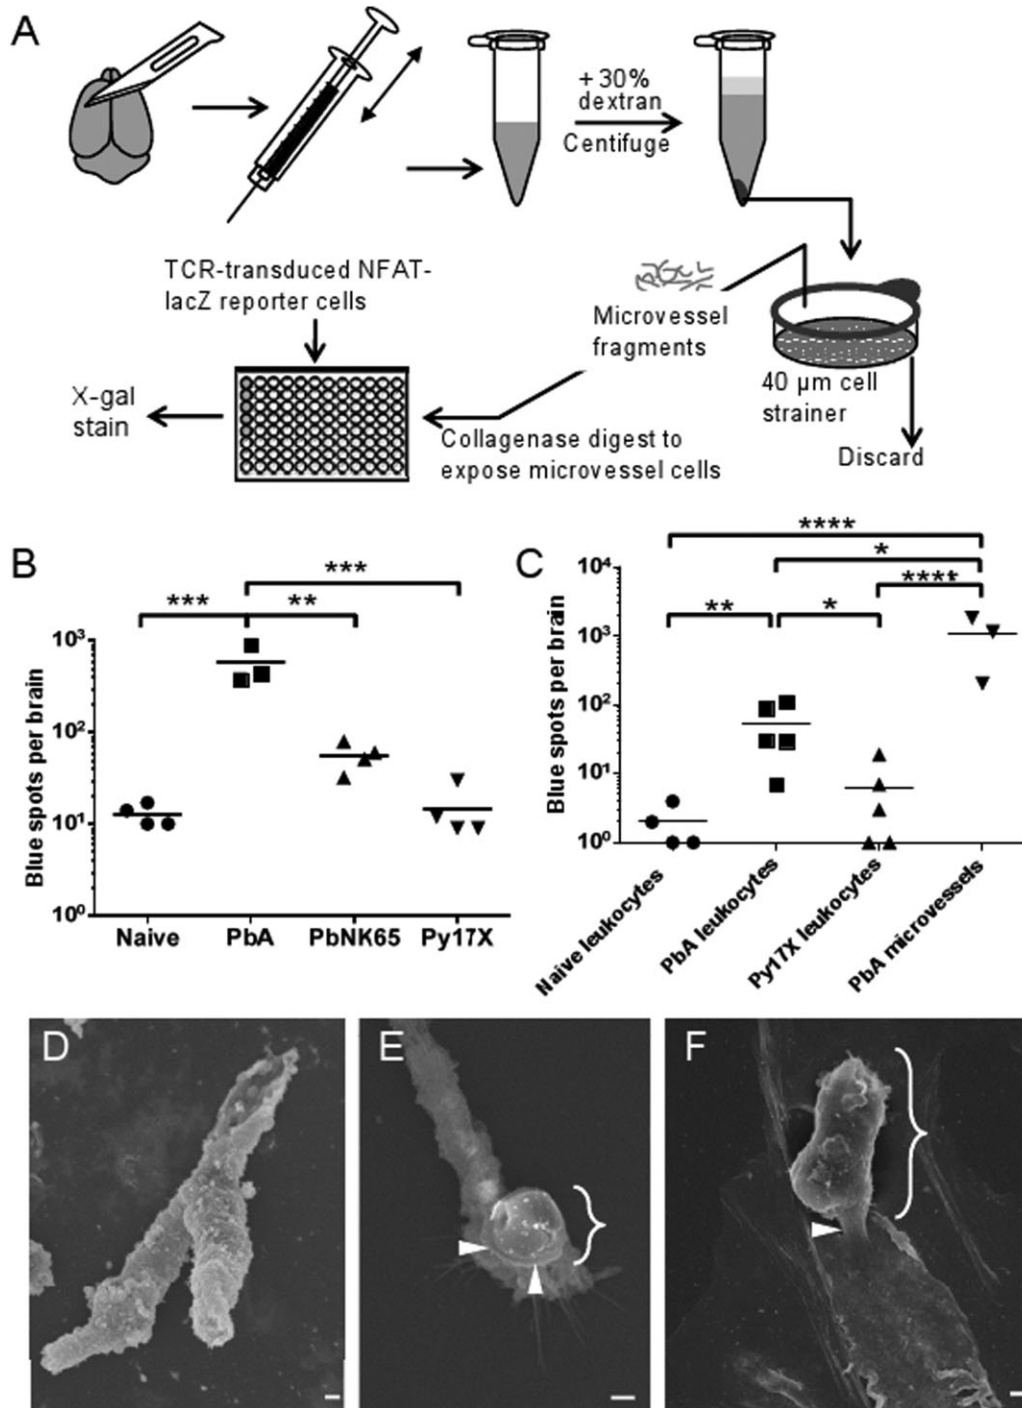 A
+ 30%
dextran
Centifuge
TCR-transduced NFAT-
lacZ reporter cells
Microvessel
fragments
40 µm cell
strainer
Discard
X-gal
stain
Collagenase digest to
expose microvessel cells
B
***
***
**
Blue spots per brain
10³
10²
10¹
10⁰
Naive
PbA
PbNK65
Py17X
C
****
*
****
**
*
Blue spots per brain
10⁴
10³
10²
10¹
10⁰
Naive leukocytes
PbA leukocytes
Py17X leukocytes
PbA microvessels
D
E
F